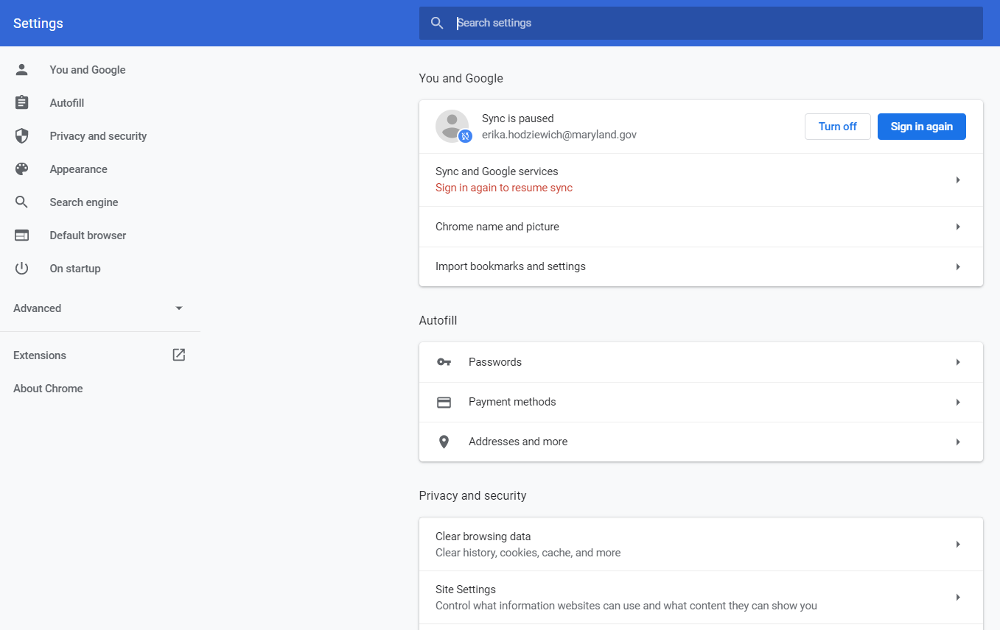 Settings
Search settings
You and Google
Autofill
Privacy and security
Appearance
Search engine
Default browser
On startup
Advanced
Extensions
About Chrome
You and Google
Sync is paused
erika.hodziewich@maryland.gov
Turn off
Sign in again
Sync and Google services
Sign in again to resume sync
Chrome name and picture
Import bookmarks and settings
Autofill
Passwords
Payment methods
Addresses and more
Privacy and security
Clear browsing data
Clear history, cookies, cache, and more
Site Settings
Control what information websites can use and what content they can show you